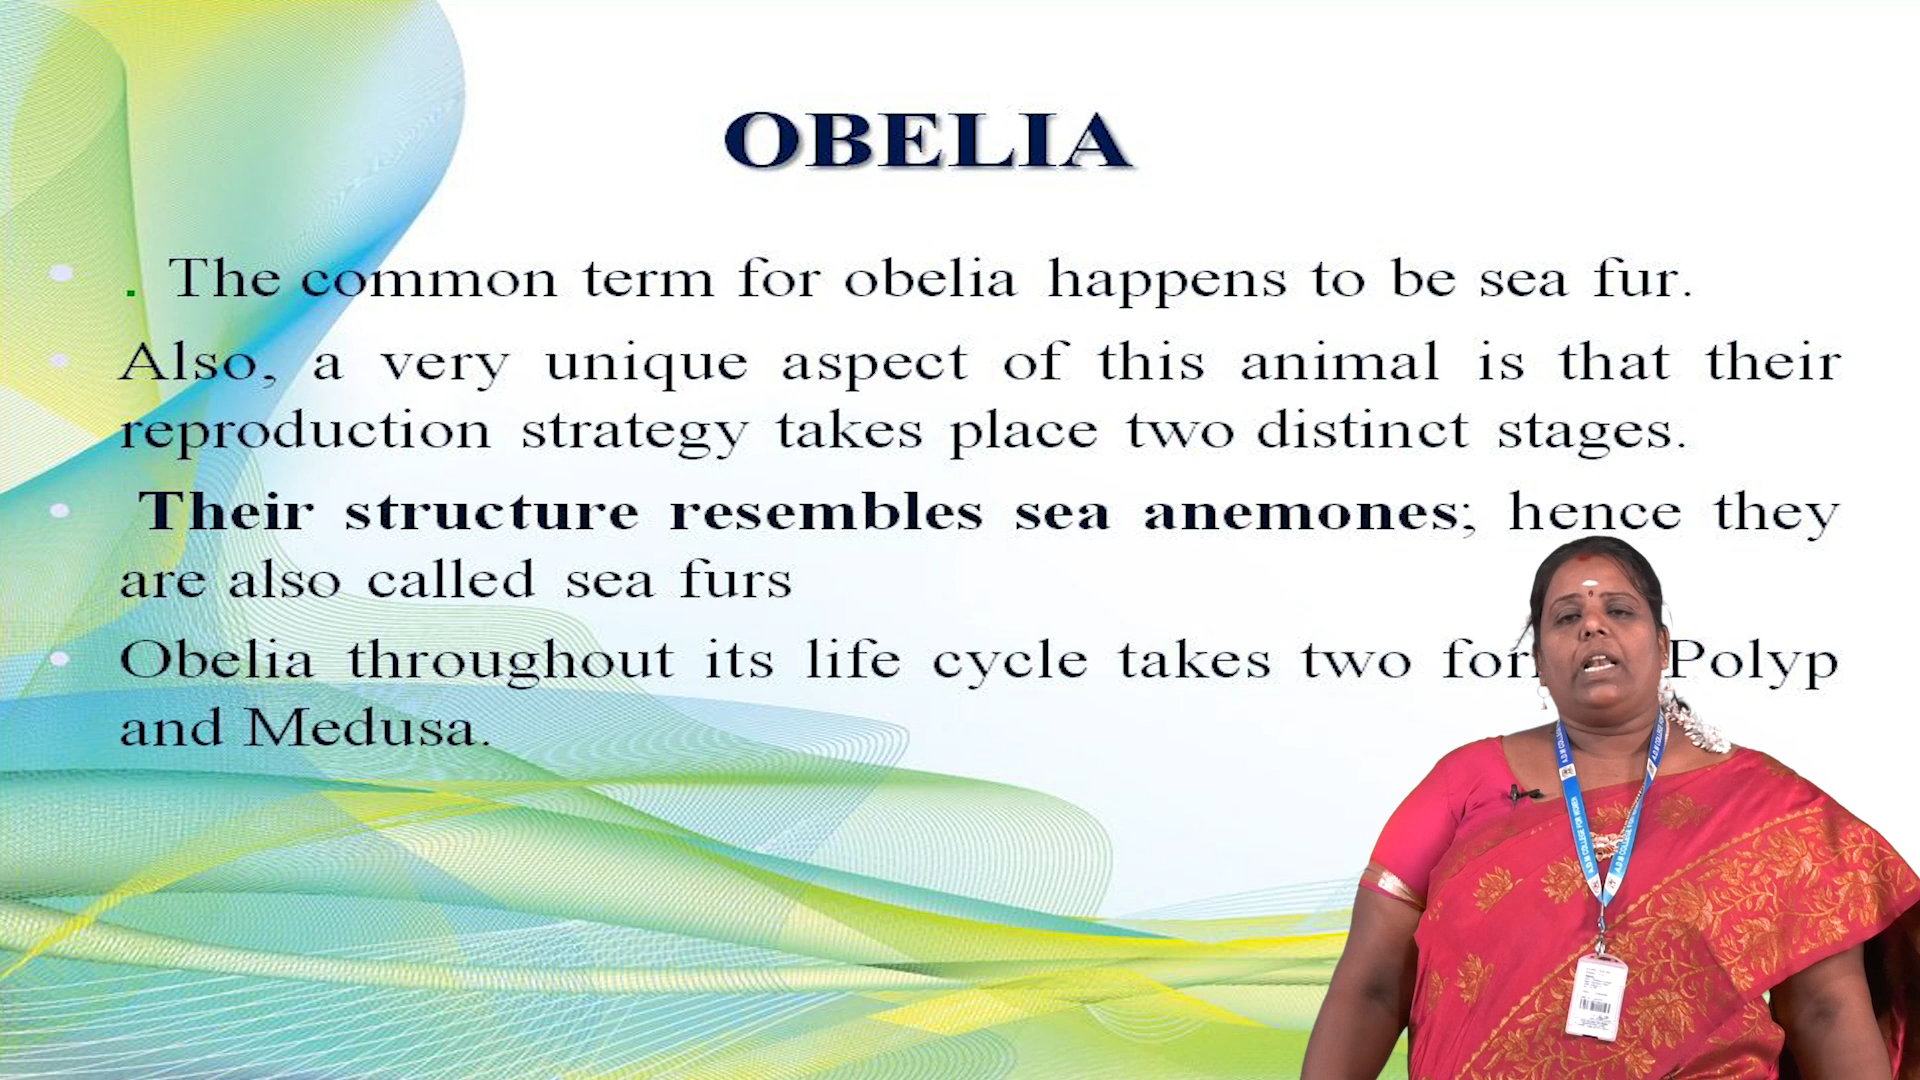 OBELIA
. The common term for obelia happens to be sea fur.
Also, a very unique aspect of this animal is that their
reproduction strategy takes place two distinct stages.
Their structure resembles sea anemones; hence they
are also called sea furs
Obelia throughout its life cycle takes two Polyp
and Medusa.
A.D.M COLLEGE FOR WOMEN